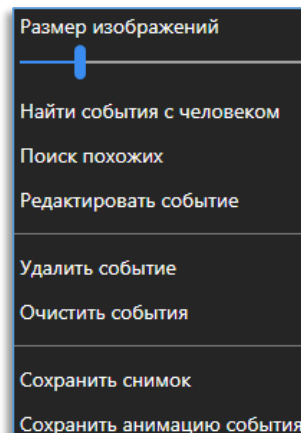 Размер изображений
Найти события с человеком
Поиск похожих
Редактировать событие
Удалить событие
Очистить события
Сохранить снимок
Сохранить анимацию события